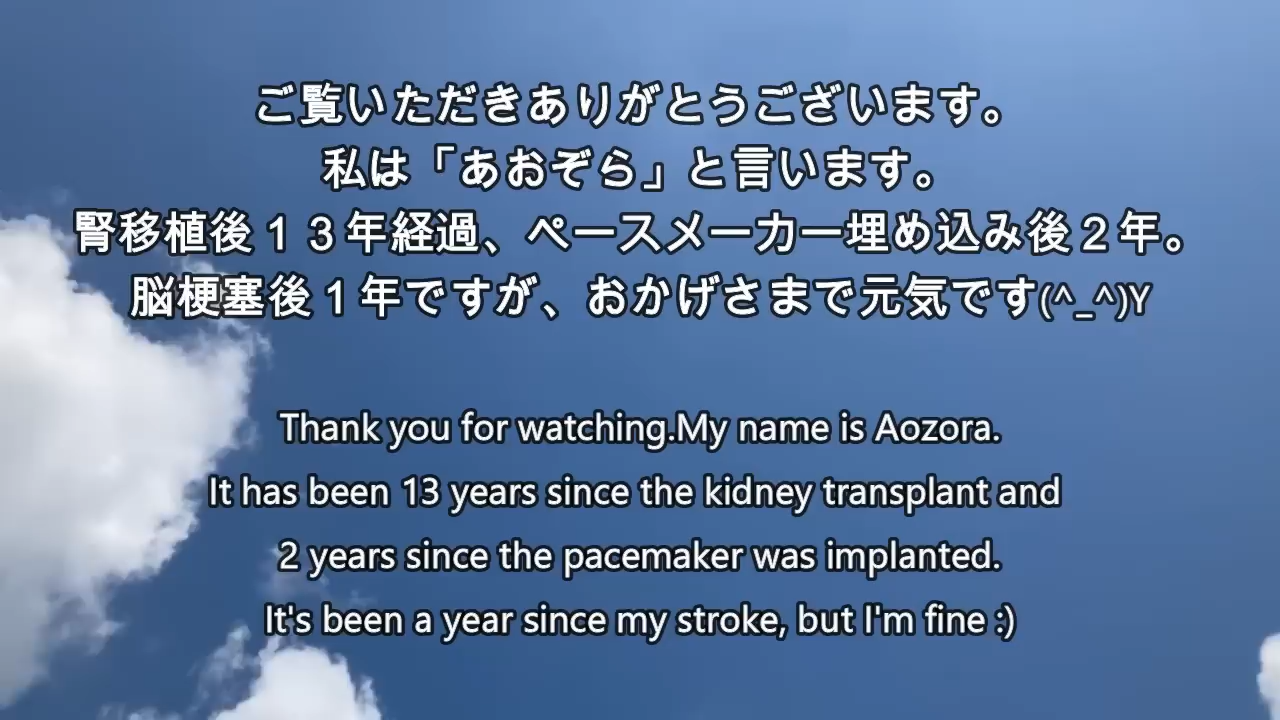 ご覧いただきありがとうございます。
私は「あおぞら」と言います。
腎移植後１３年経過、ペースメーカー埋め込み後２年。
脳梗塞後１年ですが、おかげさまで元気です(^_^)Y
Thank you for watching.My name is Aozora.
It has been 13 years since the kidney transplant and
2 years since the pacemaker was implanted.
It's been a year since my stroke, but I'm fine :)